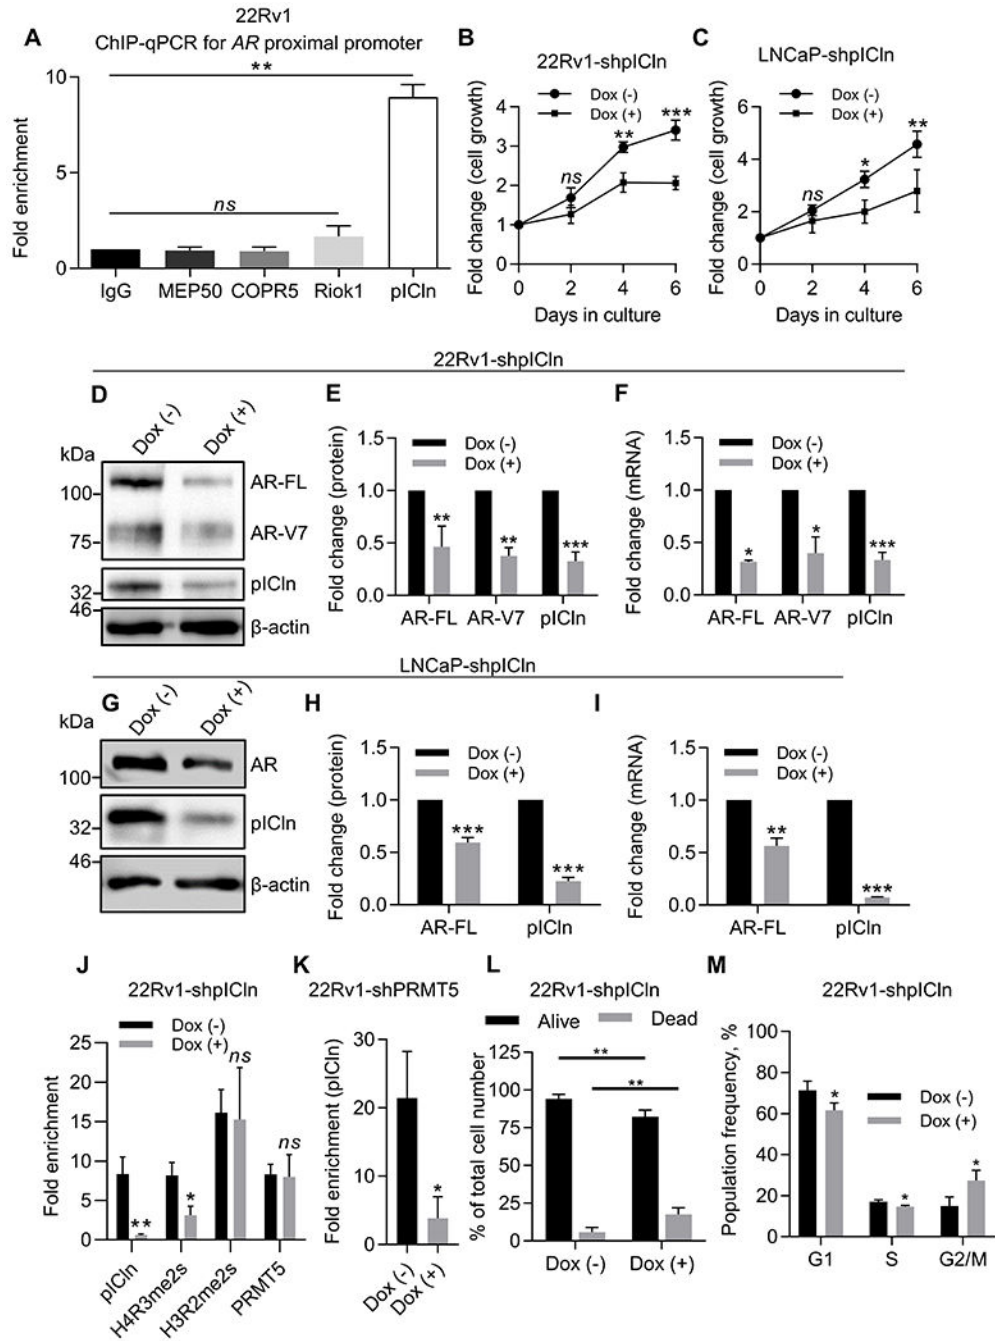 22Rv1
A
ChIP-qPCR for AR proximal promoter
Fold enrichment
10
5
0
**
ns
IgG MEP50 COPR5 Riok1 pICln
B
22Rv1-shpICln
Dox (-)
Dox (+)
Fold change (cell growth)
4
3
2
1
0
ns
**
***
0 2 4 6
Days in culture
C
LNCaP-shpICln
Dox (-)
Dox (+)
Fold change (cell growth)
6
4
2
0
ns
*
**
0 2 4 6
Days in culture
22Rv1-shpICln
D
Dox (-) Dox (+)
kDa
100
75
32
46
AR-FL
AR-V7
pICln
β-actin
E
Dox (-)
Dox (+)
Fold change (protein)
1.5
1.0
0.5
0.0
** ** ***
AR-FL AR-V7 pICln
F
Dox (-)
Dox (+)
Fold change (mRNA)
1.5
1.0
0.5
0.0
* * ***
AR-FL AR-V7 pICln
LNCaP-shpICln
G
Dox (-) Dox (+)
kDa
100
32
46
AR
pICln
β-actin
H
Dox (-)
Dox (+)
Fold change (protein)
1.5
1.0
0.5
0.0
*** ***
AR-FL pICln
I
Dox (-)
Dox (+)
Fold change (mRNA)
1.5
1.0
0.5
0.0
** ***
AR-FL pICln
J
22Rv1-shpICln
Dox (-)
Dox (+)
Fold enrichment
25
20
15
10
5
0
** * ns ns
pICln H4R3me2s H3R2me2s PRMT5
K
22Rv1-shPRMT5
Fold enrichment (pICln)
30
20
10
0
*
Dox (-) Dox (+)
L
22Rv1-shpICln
Alive Dead
% of total cell number
125
100
75
50
25
0
**
**
Dox (-) Dox (+)
M
22Rv1-shpICln
Population frequency, %
100
80
60
40
20
0
Dox (-)
Dox (+)
* * *
G1 S G2/M